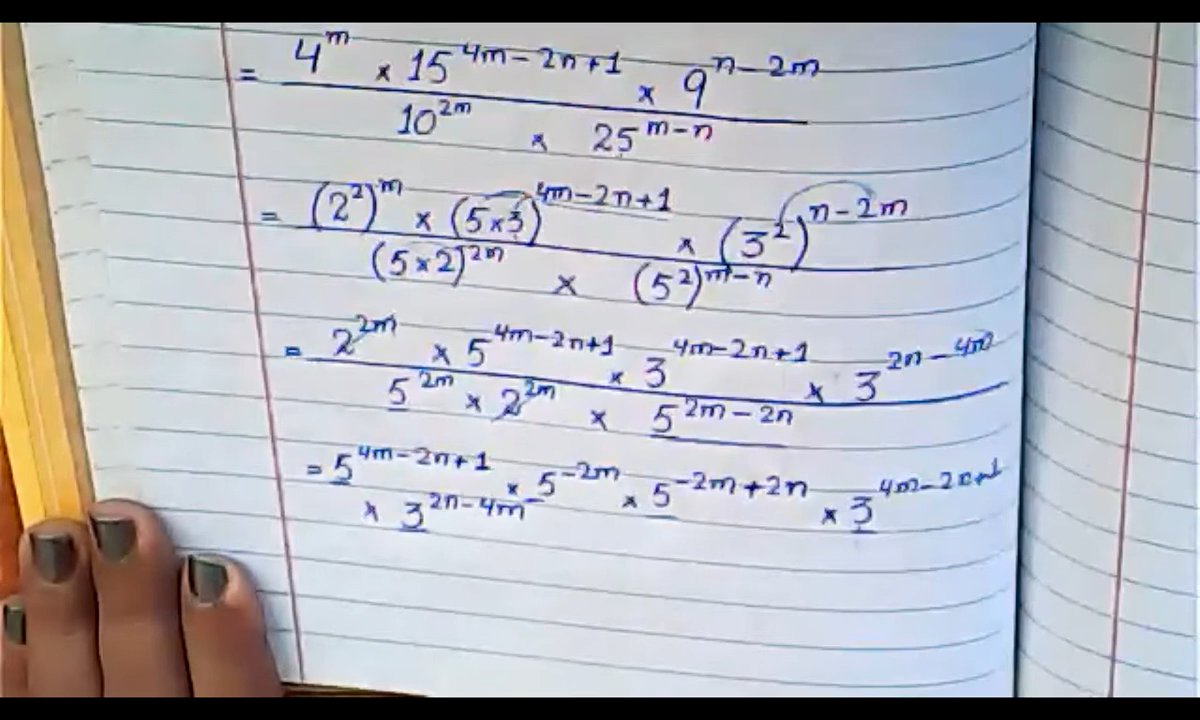 = 4^m × 15^(4m-2n+1) × 9^(n-2m)
10^(2m) × 25^(m-n)
= (2^2)^m × (5×3)^(4m-2n+1) × (3^2)^(n-2m)
(5×2)^(2m) × (5^2)^(m-n)
= 2^(2m) × 5^(4m-2n+1) × 3^(4m-2n+1) × 3^(2n-4m)
5^(2m) × 2^(2m) × 5^(2m-2n)
= 5^(4m-2n+1) × 5^(-2m) × 5^(-2m+2n) × 3^(4m-2n+1)
× 3^(2n-4m)